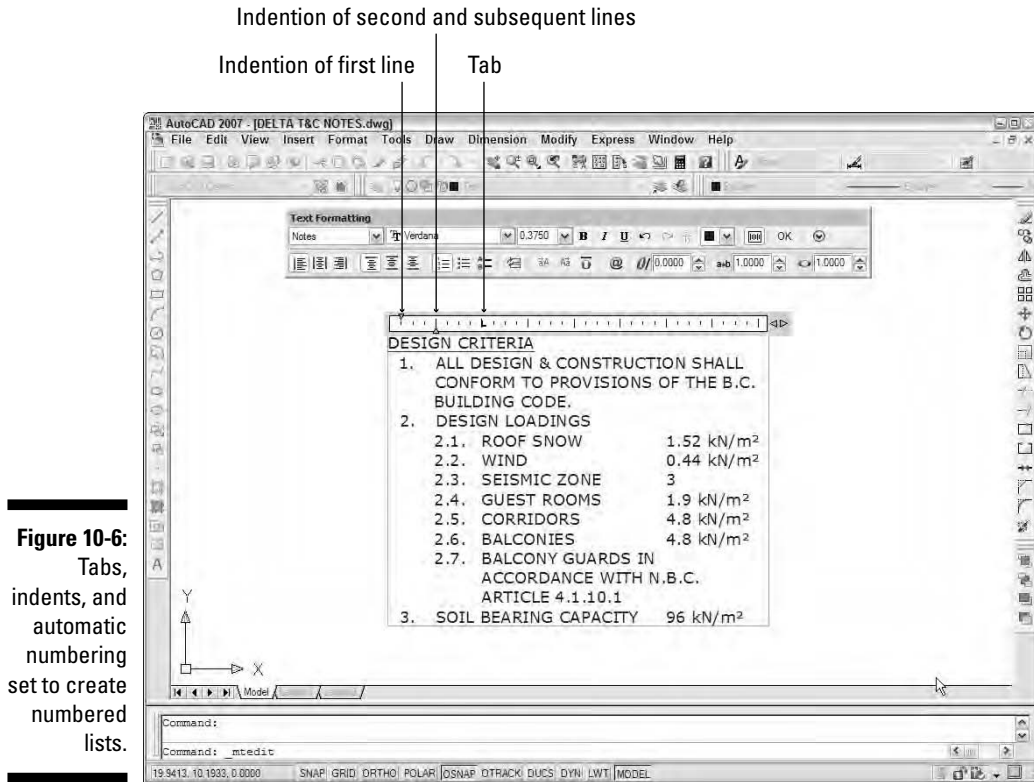 Indention of second and subsequent lines
Indention of first line
Tab
AutoCAD 2007 - [DELTA T&C NOTES.dwg]
File Edit View Insert Format Tools Draw Dimension Modify Express Window Help
Text Formatting
Notes Verdana 0.3750 B I U OK
@ 0/ 0.0000 a•b 1.0000 1.0000
DESIGN CRITERIA
1. ALL DESIGN & CONSTRUCTION SHALL
CONFORM TO PROVISIONS OF THE B.C.
BUILDING CODE.
2. DESIGN LOADINGS
2.1. ROOF SNOW 1.52 kN/m²
2.2. WIND 0.44 kN/m²
2.3. SEISMIC ZONE 3
2.4. GUEST ROOMS 1.9 kN/m²
2.5. CORRIDORS 4.8 kN/m²
2.6. BALCONIES 4.8 kN/m²
2.7. BALCONY GUARDS IN
ACCORDANCE WITH N.B.C.
ARTICLE 4.1.10.1
3. SOIL BEARING CAPACITY 96 kN/m²
Y
X
Model
Command:
Command: _mtedit
19.9413, 10.1933, 0.0000 SNAP GRID ORTHO POLAR OSNAP OTRACK DUCS DYN LWT MODEL
Figure 10-6:
Tabs,
indents, and
automatic
numbering
set to create
numbered
lists.